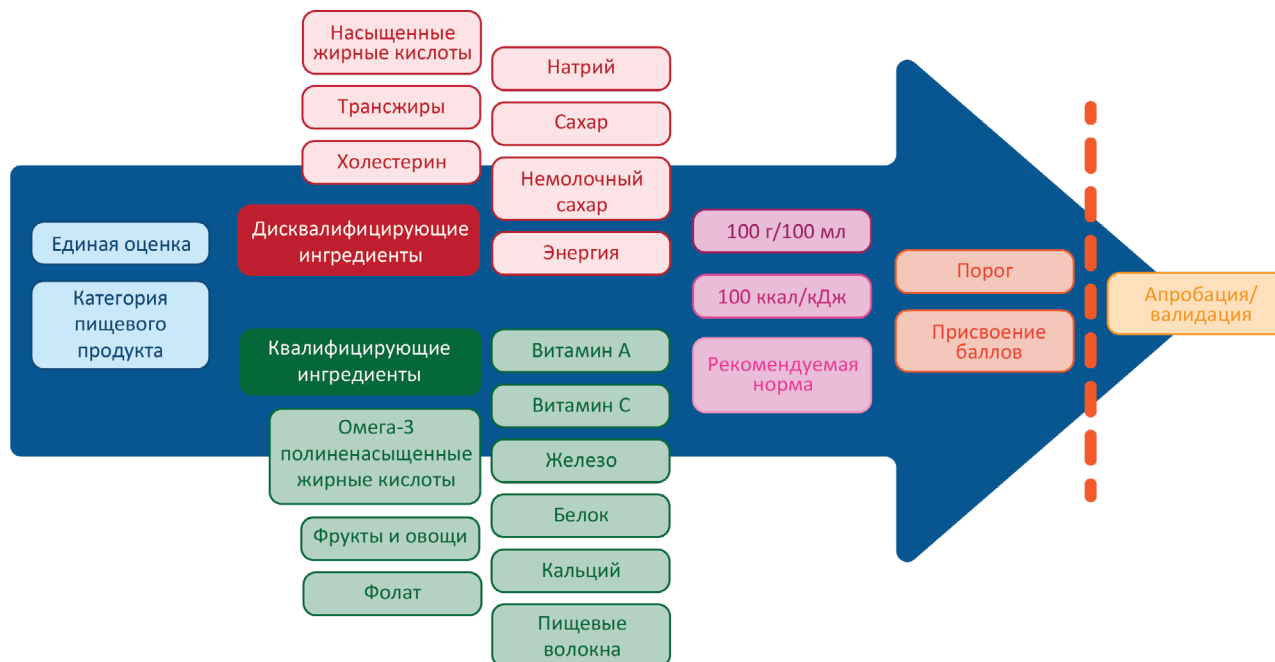 Единая оценка
Категория
пищевого
продукта
Насыщенные
жирные кислоты
Трансжиры
Холестерин
Дисквалифицирующие
ингредиенты
Натрий
Сахар
Немолочный
сахар
Энергия
Квалифицирующие
ингредиенты
Омега-3
полиненасыщенные
жирные кислоты
Фрукты и овощи
Фолат
Витамин A
Витамин C
Железо
Белок
Кальций
Пищевые
волокна
100 г/100 мл
100 ккал/кДж
Рекомендуемая
норма
Порог
Присвоение
баллов
Апробация/
валидация